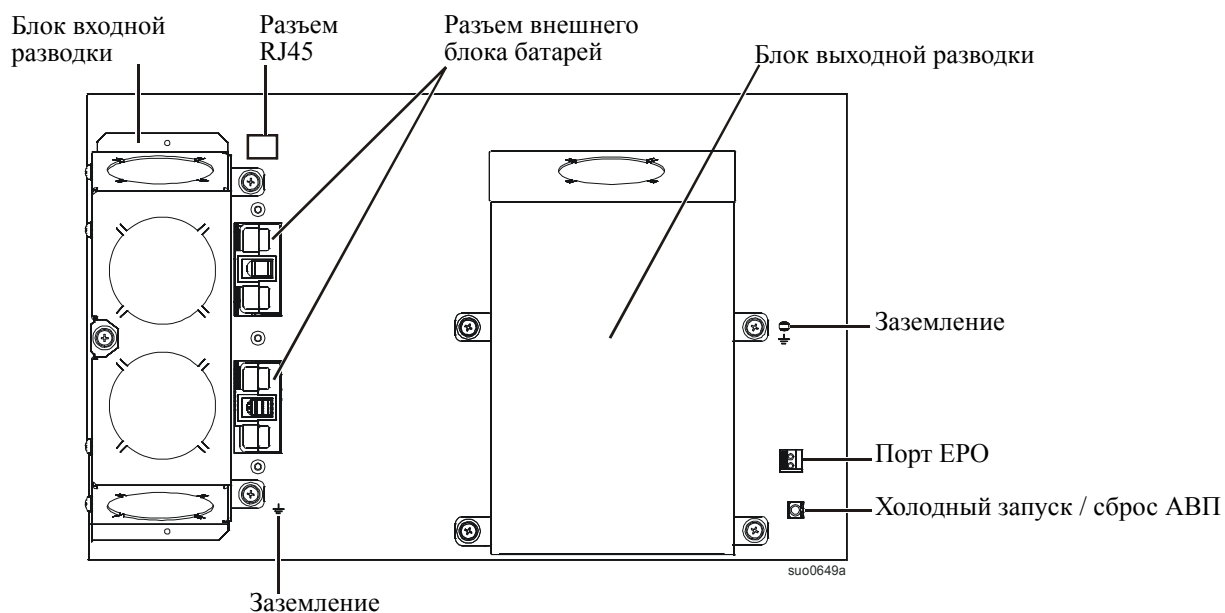 Блок входной
разводки
Разъем
RJ45
Разъем внешнего
блока батарей
Блок выходной разводки
Заземление
Порт EPO
Холодный запуск / сброс АВП
suo0649a
Заземление